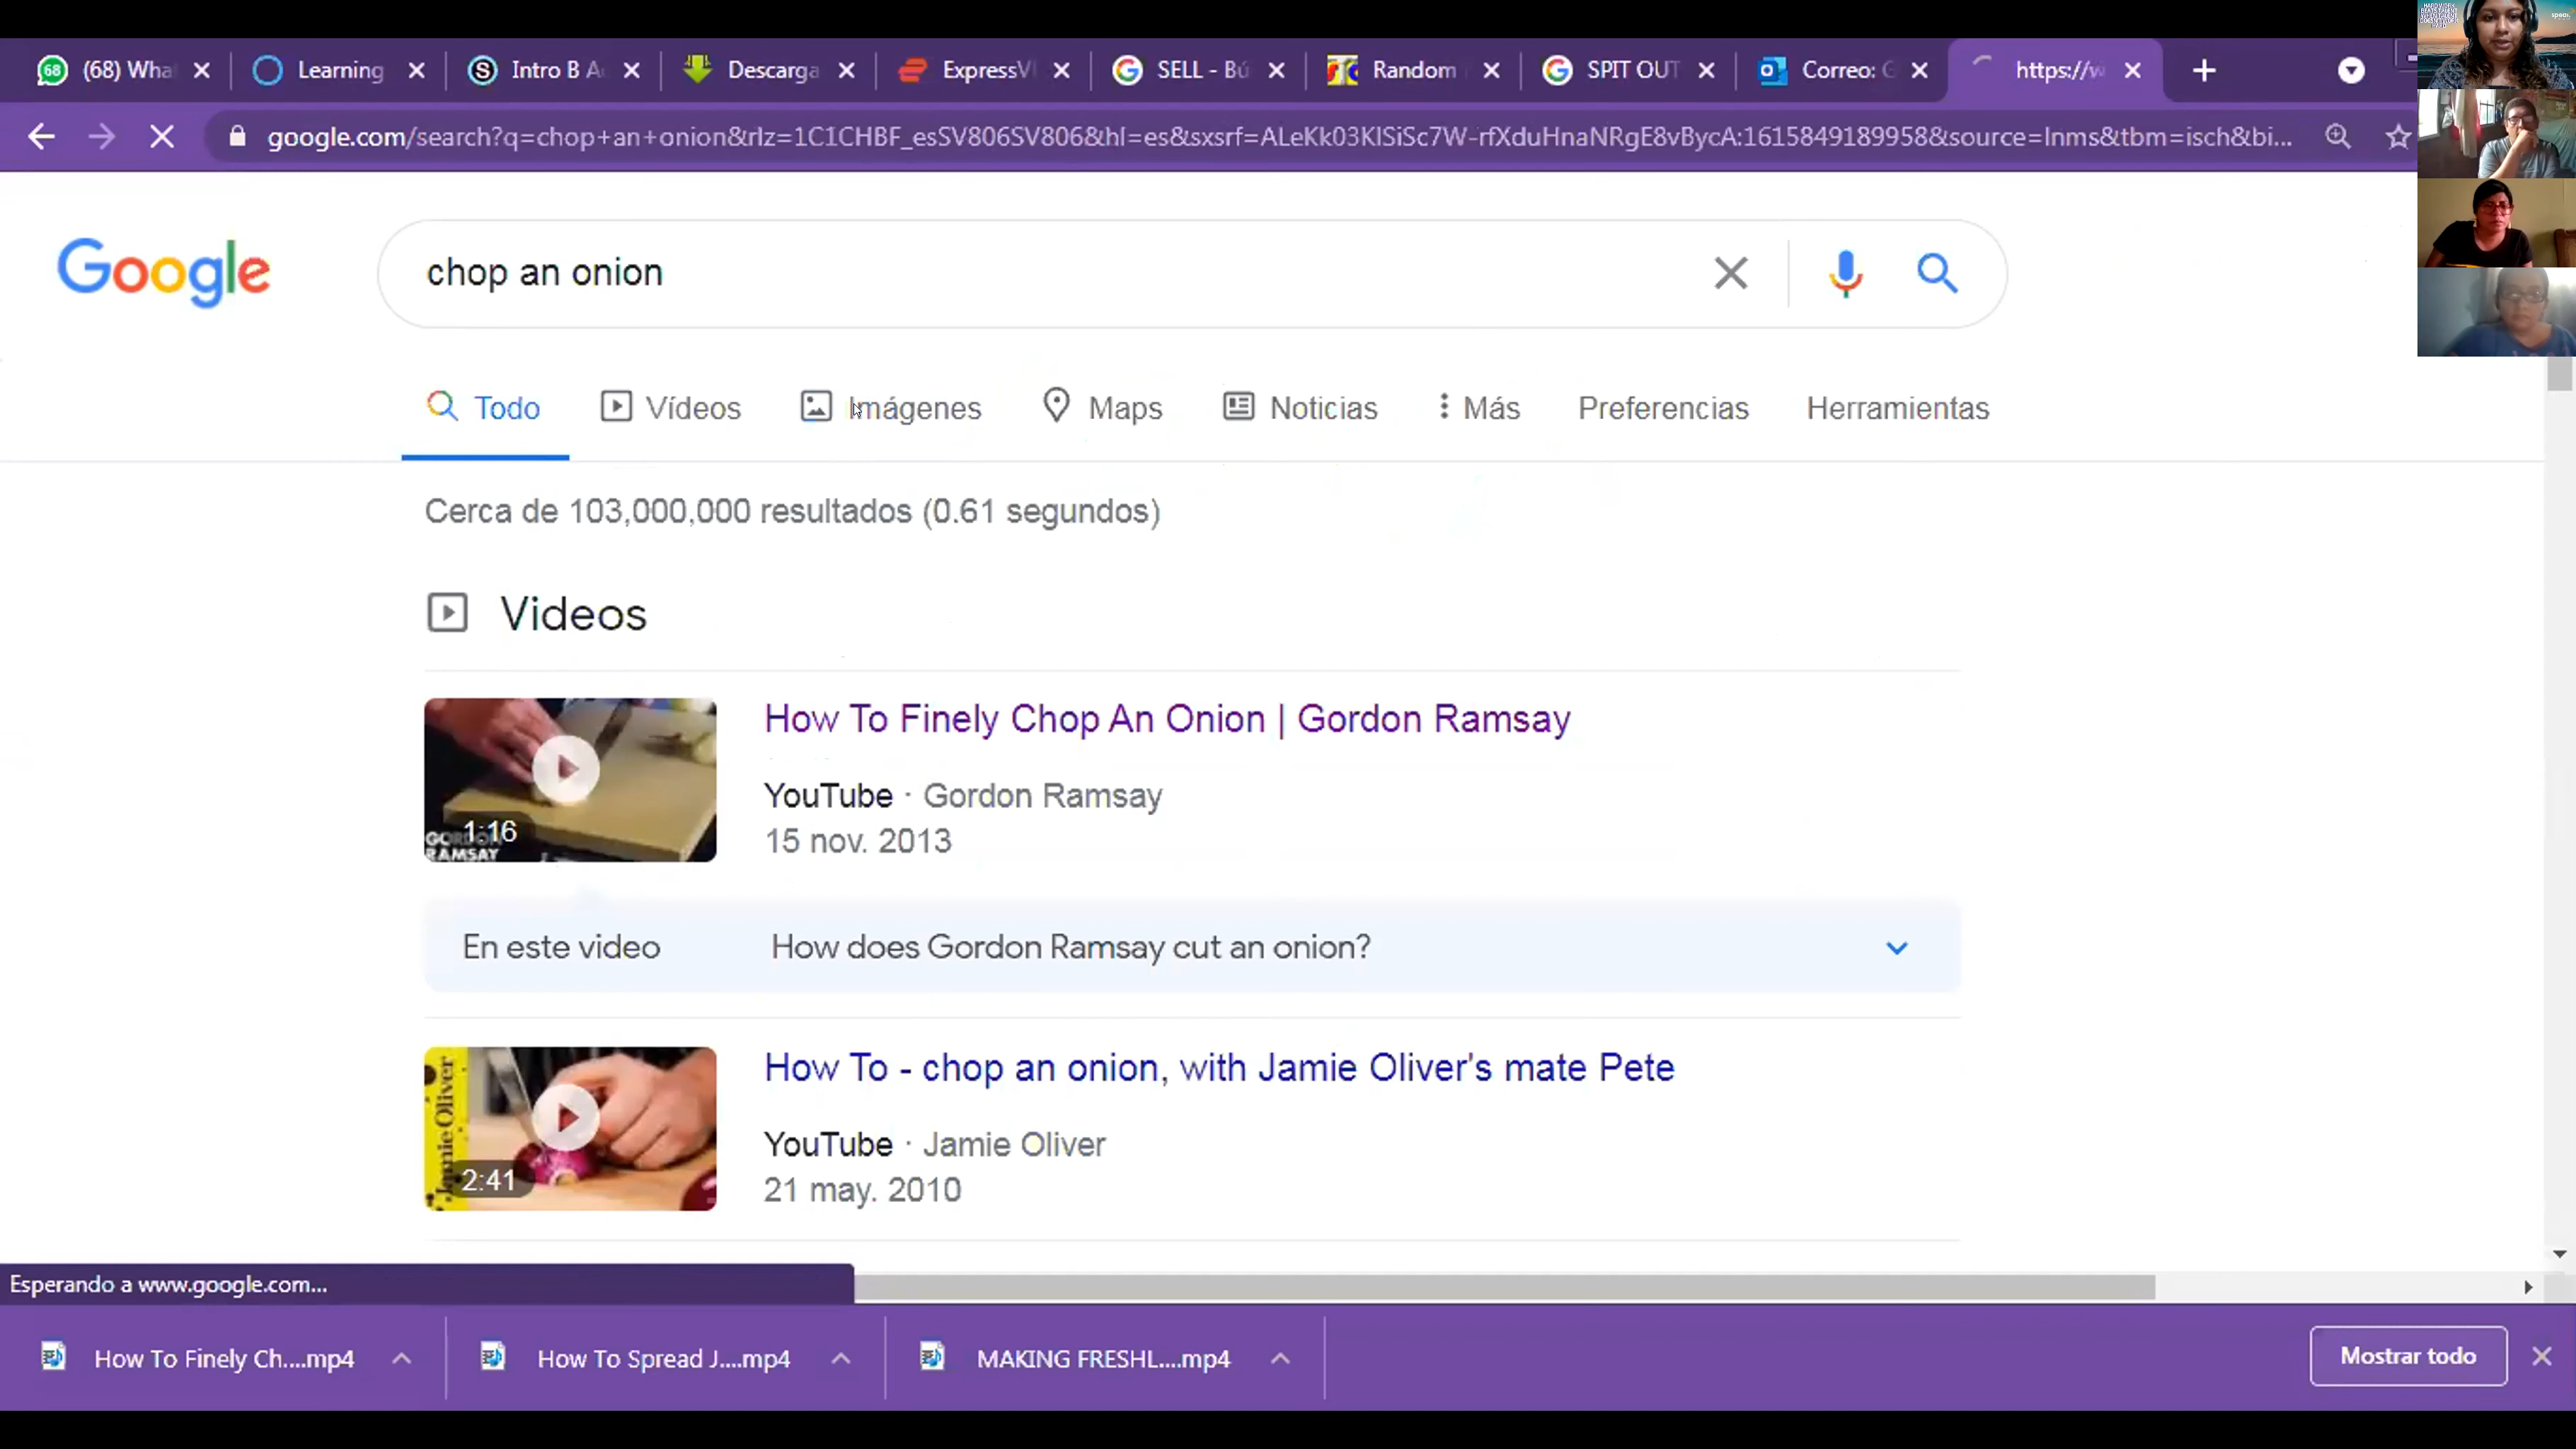 (68) Wha
Learning
Intro B A
Descarga
ExpressV
SELL - Bú
Random
SPIT OUT
Correo: G
https://w
google.com/search?q=chop+an+onion&rlz=1C1CHBF_esSV806SV806&hl=es&sxsrf=ALeKk03KlSiSc7W-rfXduHnaNRgE8vBycA:1615849189958&source=lnms&tbm=isch&bi...
Google
chop an onion
Todo
Vídeos
Imágenes
Maps
Noticias
Más
Preferencias
Herramientas
Cerca de 103,000,000 resultados (0.61 segundos)
Videos
How To Finely Chop An Onion | Gordon Ramsay
YouTube · Gordon Ramsay
15 nov. 2013
1:16
GORDON
RAMSAY
En este video
How does Gordon Ramsay cut an onion?
How To - chop an onion, with Jamie Oliver's mate Pete
YouTube · Jamie Oliver
21 may. 2010
Jamie Oliver
2:41
Esperando a www.google.com...
How To Finely Ch....mp4
How To Spread J....mp4
MAKING FRESHL....mp4
Mostrar todo